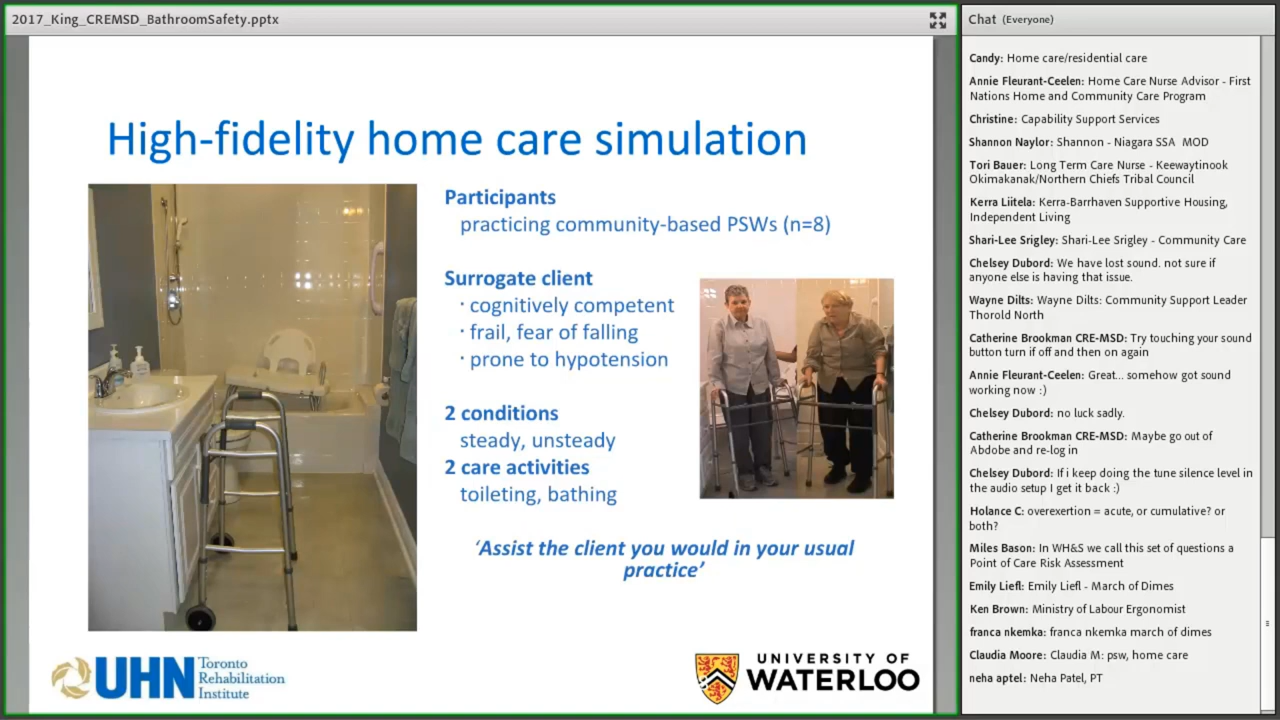 2017_King_CREMSD_BathroomSafety.pptx
High-fidelity home care simulation
Participants
practicing community-based PSWs (n=8)
Surrogate client
· cognitively competent
· frail, fear of falling
· prone to hypotension
2 conditions
steady, unsteady
2 care activities
toileting, bathing
‘Assist the client you would in your usual
practice’
UHN
Toronto
Rehabilitation
Institute
UNIVERSITY OF
WATERLOO
Chat (Everyone)
Candy: Home care/residential care
Annie Fleurant-Ceelen: Home Care Nurse Advisor - First
Nations Home and Community Care Program
Christine: Capability Support Services
Shannon Naylor: Shannon - Niagara SSA MOD
Tori Bauer: Long Term Care Nurse - Keewaytinook
Okimakanak/Northern Chiefs Tribal Council
Kerra Liitela: Kerra-Barrhaven Supportive Housing,
Independent Living
Shari-Lee Srigley: Shari-Lee Srigley - Community Care
Chelsey Dubord: We have lost sound. not sure if
anyone else is having that issue.
Wayne Dilts: Wayne Dilts: Community Support Leader
Thorold North
Catherine Brookman CRE-MSD: Try touching your sound
button turn if off and then on again
Annie Fleurant-Ceelen: Great... somehow got sound
working now :)
Chelsey Dubord: no luck sadly.
Catherine Brookman CRE-MSD: Maybe go out of
Abdobe and re-log in
Chelsey Dubord: If i keep doing the tune silence level in
the audio setup I get it back :)
Holance C: overexertion = acute, or cumulative? or
both?
Miles Bason: In WH&S we call this set of questions a
Point of Care Risk Assessment
Emily Liefl: Emily Liefl - March of Dimes
Ken Brown: Ministry of Labour Ergonomist
franca nkemka: franca nkemka march of dimes
Claudia Moore: Claudia M: psw, home care
neha aptel: Neha Patel, PT